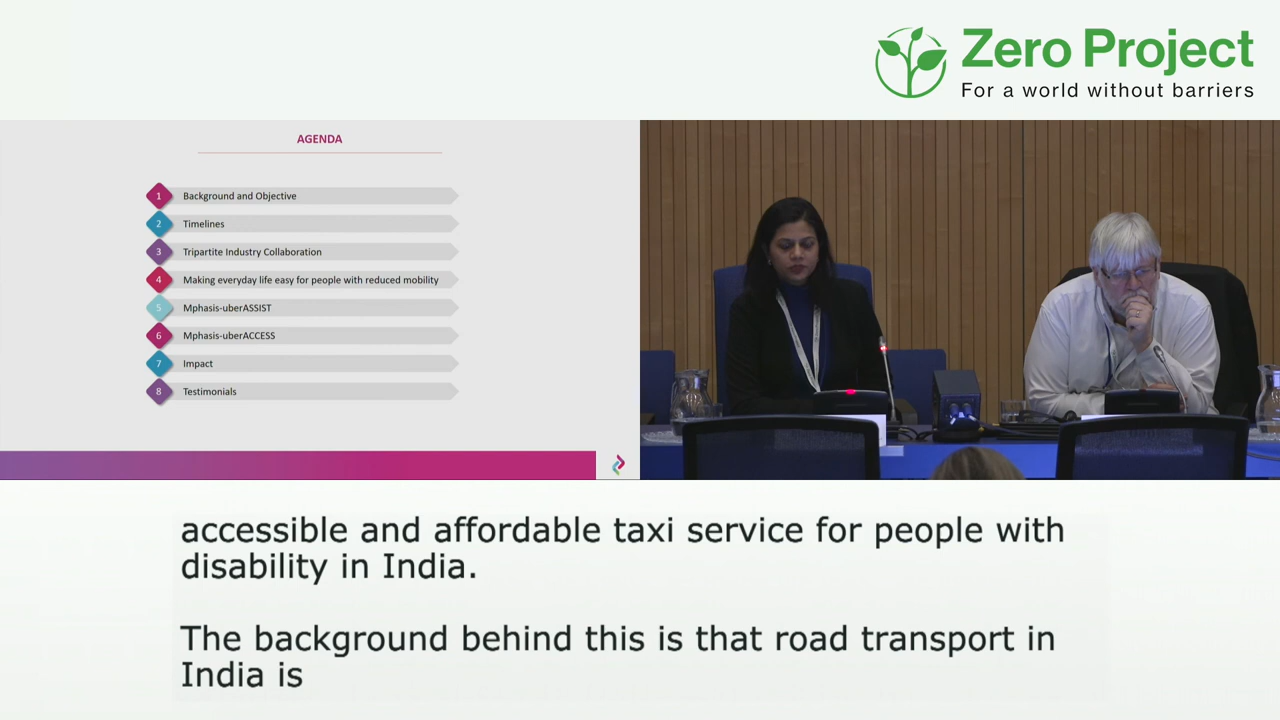 Zero Project
For a world without barriers
AGENDA
1 Background and Objective
2 Timelines
3 Tripartite Industry Collaboration
4 Making everyday life easy for people with reduced mobility
5 Mphasis-uberASSIST
6 Mphasis-uberACCESS
7 Impact
8 Testimonials
accessible and affordable taxi service for people with
disability in India.
The background behind this is that road transport in
India is